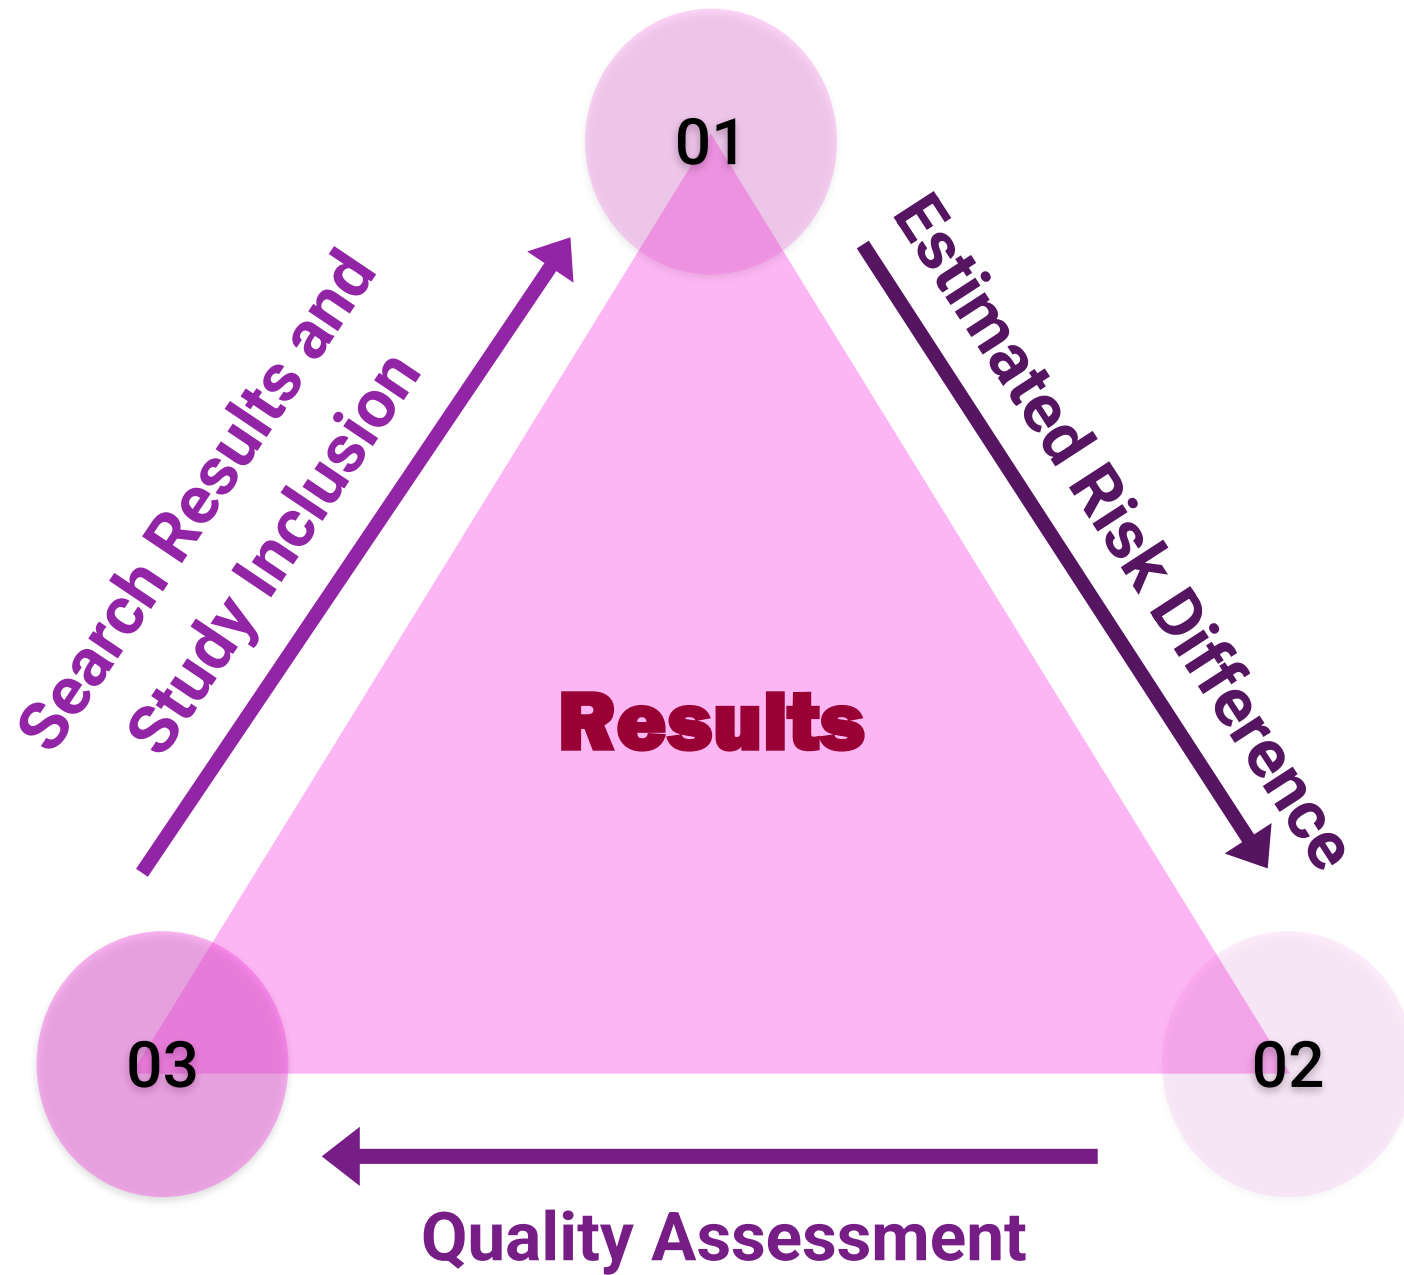 01
Search Results and
Study Inclusion
Estimated Risk Difference
Results
03
02
Quality Assessment